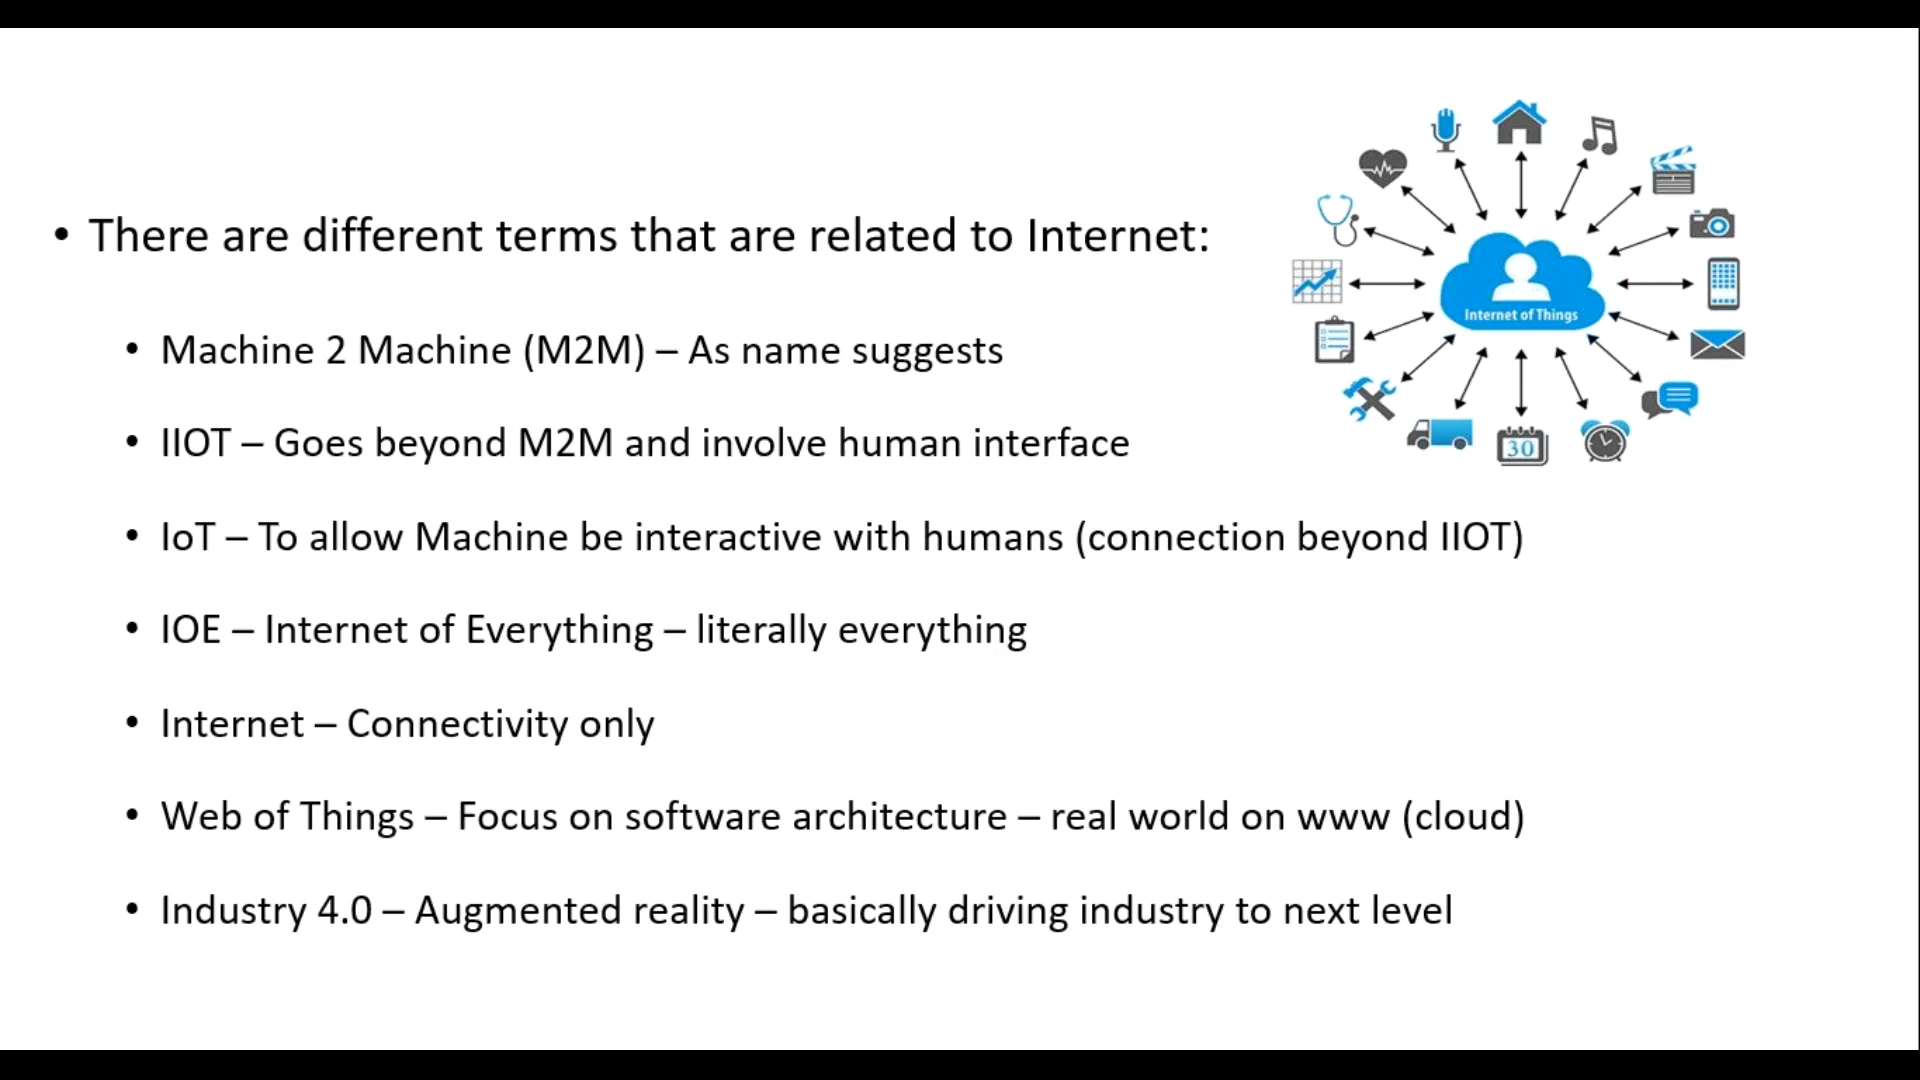 • There are different terms that are related to Internet:
• Machine 2 Machine (M2M) – As name suggests
• IIOT – Goes beyond M2M and involve human interface
• IoT – To allow Machine be interactive with humans (connection beyond IIOT)
• IOE – Internet of Everything – literally everything
• Internet – Connectivity only
• Web of Things – Focus on software architecture – real world on www (cloud)
• Industry 4.0 – Augmented reality – basically driving industry to next level
Internet of Things
30